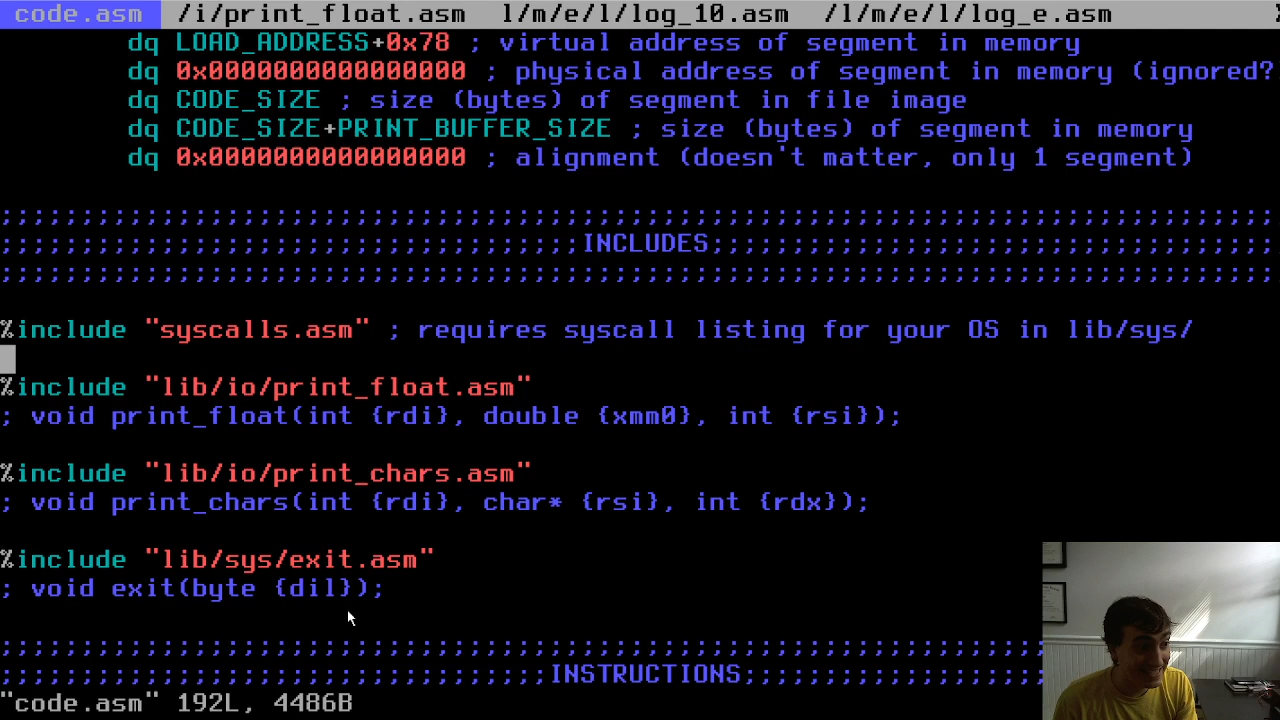 code.asm /i/print_float.asm l/m/e/l/log_10.asm /l/m/e/l/log_e.asm
dq LOAD_ADDRESS+0x78 ; virtual address of segment in memory
dq 0x0000000000000000 ; physical address of segment in memory (ignored?
dq CODE_SIZE ; size (bytes) of segment in file image
dq CODE_SIZE+PRINT_BUFFER_SIZE ; size (bytes) of segment in memory
dq 0x0000000000000000 ; alignment (doesn't matter, only 1 segment)
;;;;;;;;;;;;;;;;;;;;;;;;;;;;;;;;;;;;;;;;;;;;;;;;;;;;;;;;;;;;;;;;;;;;;;;;;;;;;;;
;;;;;;;;;;;;;;;;;;;;;;;;;;;;;;;;;;;;INCLUDES;;;;;;;;;;;;;;;;;;;;;;;;;;;;;;;;;;;
;;;;;;;;;;;;;;;;;;;;;;;;;;;;;;;;;;;;;;;;;;;;;;;;;;;;;;;;;;;;;;;;;;;;;;;;;;;;;;;
%include "syscalls.asm" ; requires syscall listing for your OS in lib/sys/
%include "lib/io/print_float.asm"
; void print_float(int {rdi}, double {xmm0}, int {rsi});
%include "lib/io/print_chars.asm"
; void print_chars(int {rdi}, char* {rsi}, int {rdx});
%include "lib/sys/exit.asm"
; void exit(byte {dil});
;;;;;;;;;;;;;;;;;;;;;;;;;;;;;;;;;;;;;;;;;;;;;;;;;;;;;;;;;;;;;;;;;
;;;;;;;;;;;;;;;;;;;;;;;;;;;;;;;;;;INSTRUCTIONS;;;;;;;;;;;;;;;;;;;
"code.asm" 192L, 4486B